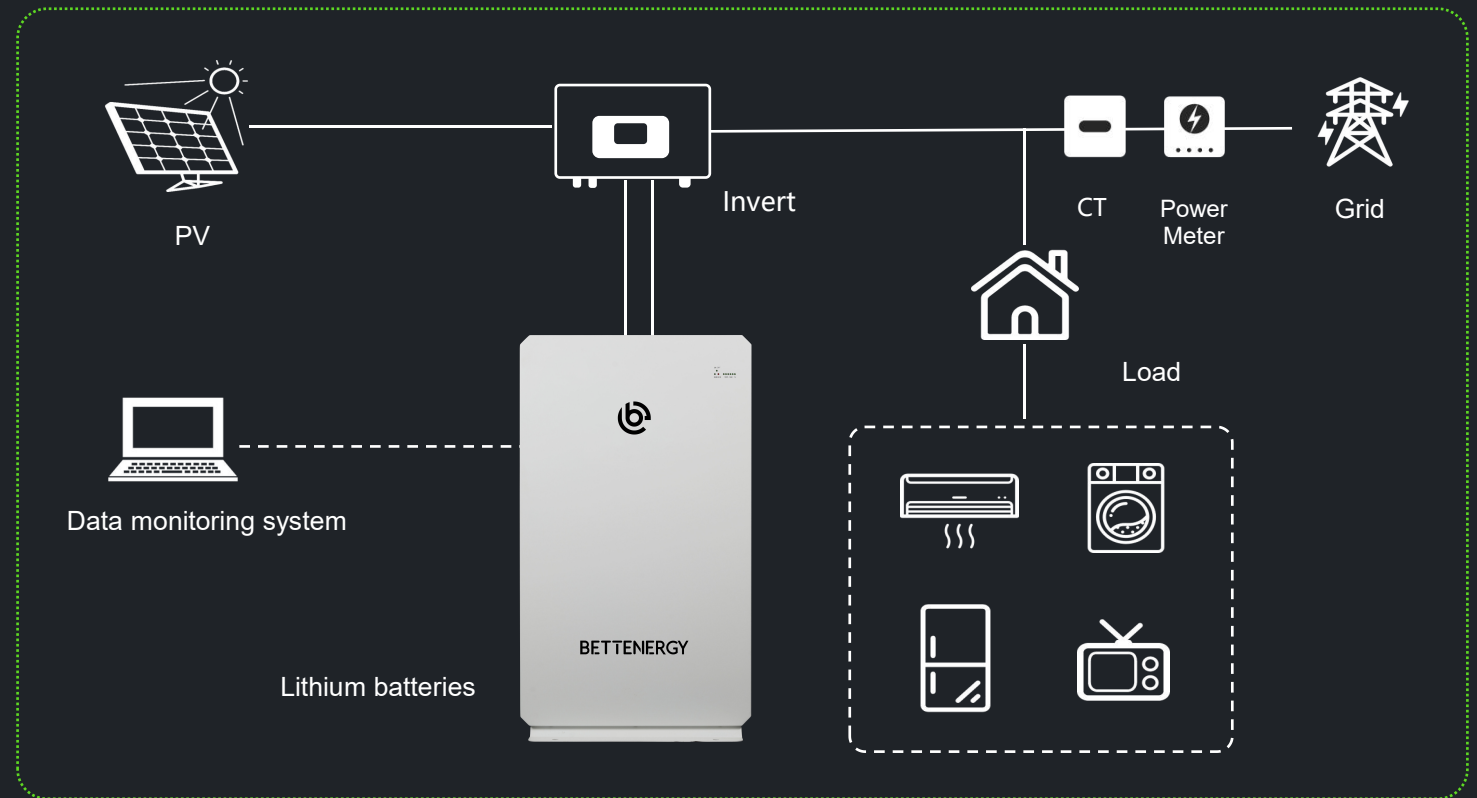 PV
Invert
CT
Power
Meter
Grid
Load
Data monitoring system
BETTENERGY
Lithium batteries